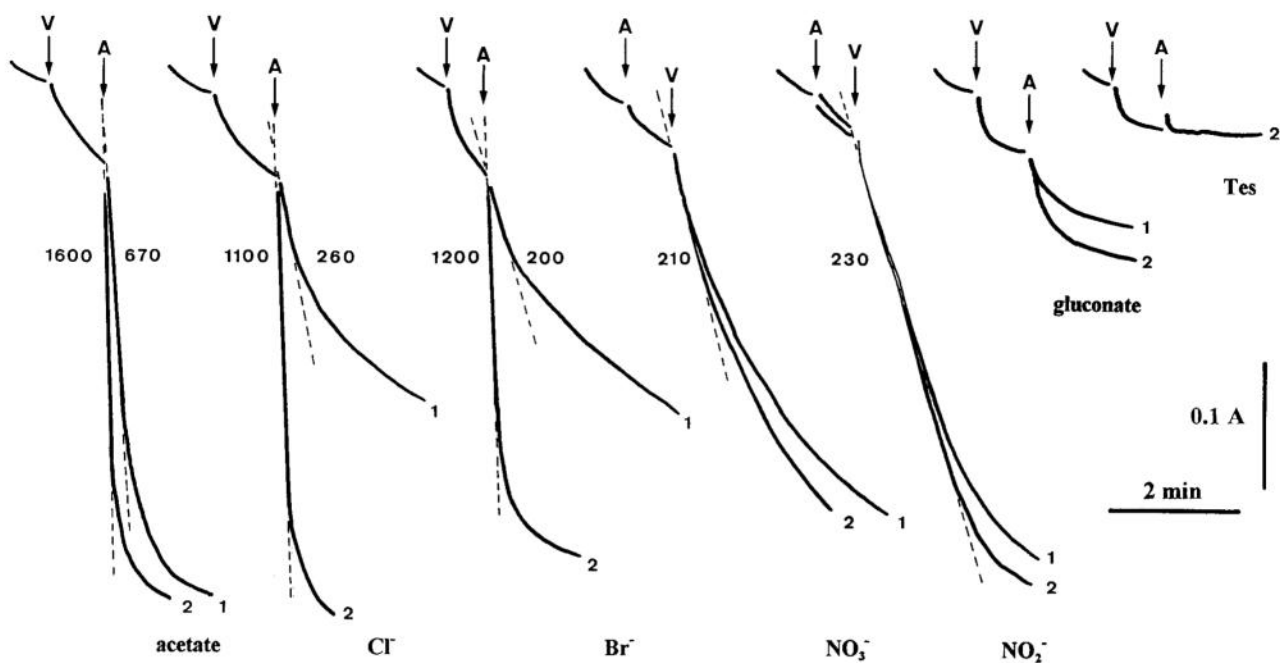 V A V A V A A V A V V A V A
2
Tes
1
2
gluconate
1600 670 1100 260 1200 200 210 230
0.1 A
2 min
1
1
2 1
1
2
2 1
2
2
acetate Cl⁻ Br⁻ NO₃⁻ NO₂⁻